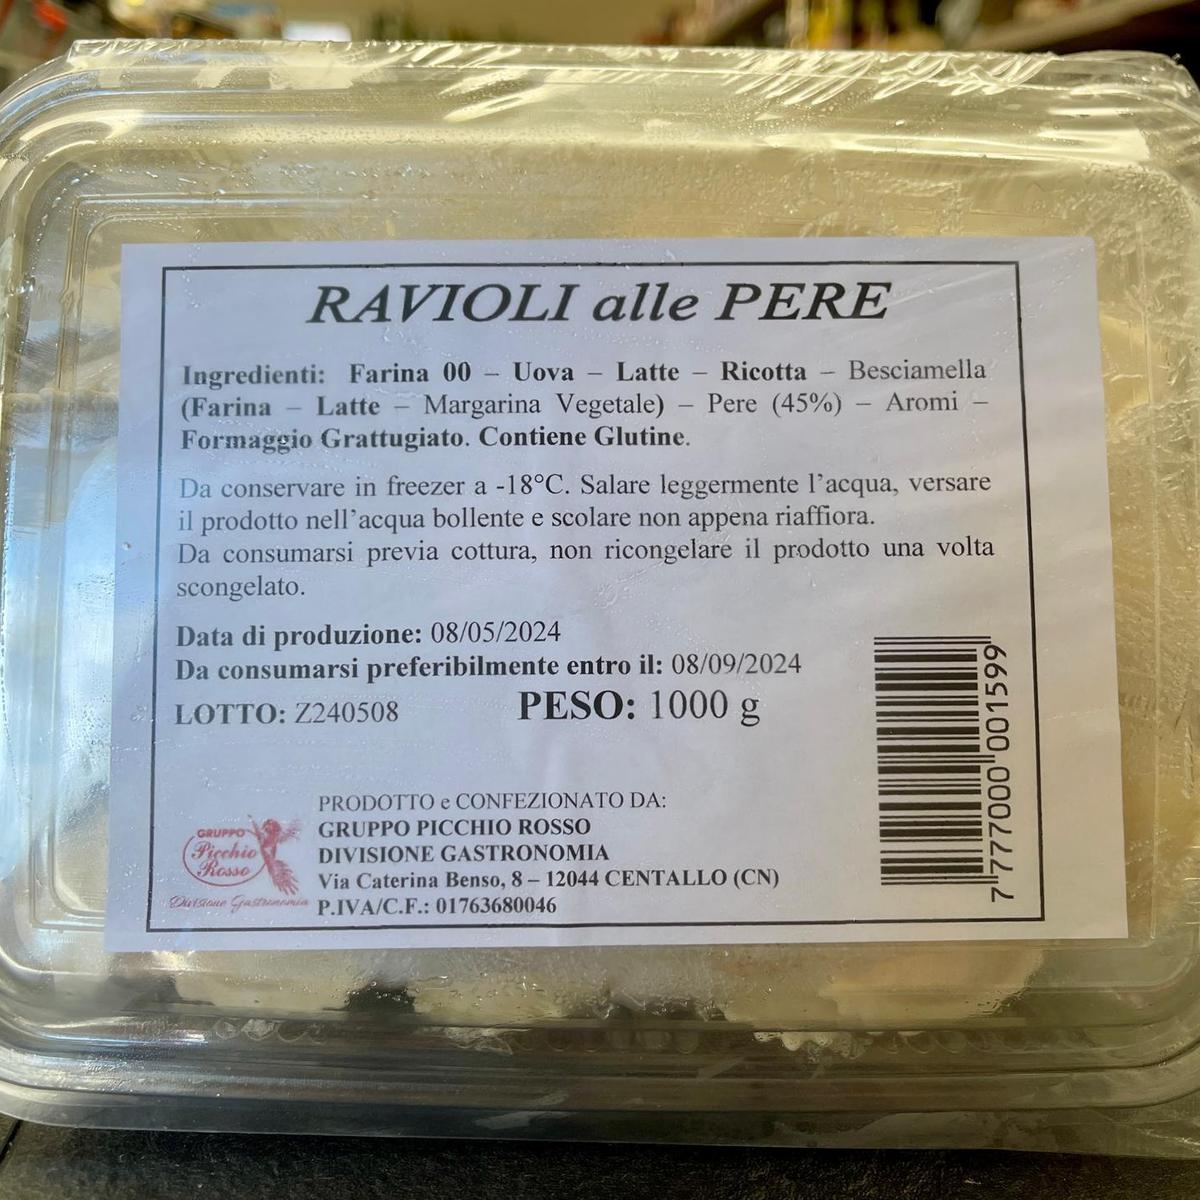 RAVIOLI alle PERE
Ingredienti: Farina 00 – Uova – Latte – Ricotta – Besciamella
(Farina – Latte – Margarina Vegetale) – Pere (45%) – Aromi –
Formaggio Grattugiato. Contiene Glutine.
Da conservare in freezer a -18°C. Salare leggermente l'acqua, versare
il prodotto nell'acqua bollente e scolare non appena riaffiora.
Da consumarsi previa cottura, non ricongelare il prodotto una volta
scongelato.
Data di produzione: 08/05/2024
Da consumarsi preferibilmente entro il: 08/09/2024
LOTTO: Z240508
PESO: 1000 g
7 777000 001599
PRODOTTO e CONFEZIONATO DA:
GRUPPO PICCHIO ROSSO
DIVISIONE GASTRONOMIA
Via Caterina Benso, 8 – 12044 CENTALLO (CN)
P.IVA/C.F.: 01763680046
GRUPPO
Picchio
Rosso
Divisione Gastronomia